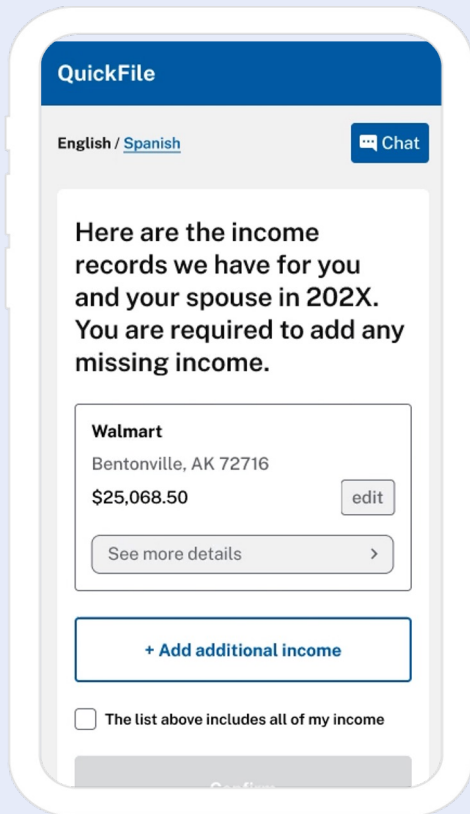 QuickFile
English / Spanish
Chat
Here are the income
records we have for you
and your spouse in 202X.
You are required to add any
missing income.
Walmart
Bentonville, AK 72716
$25,068.50
edit
See more details
+ Add additional income
The list above includes all of my income